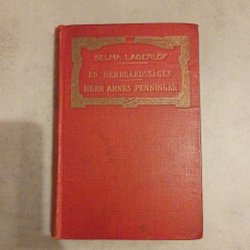 SELMA LAGERLÖF
EN HERRGÅRDSSÄGEN
HERR ARNES PENNINGAR